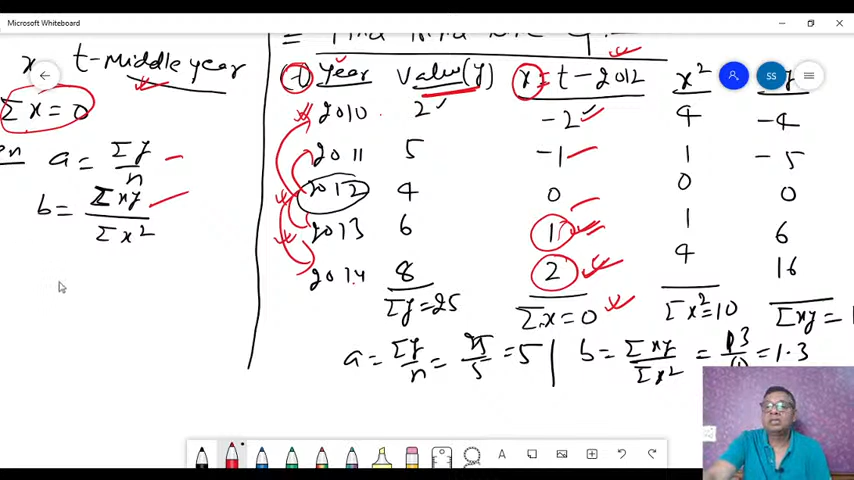 Microsoft Whiteboard
x t-Middle year
Σx=0
a = Σy/n
b = Σxy/Σx²
(t) Year Value(y) x=t-2012 x² y
2010 2 -2 4 -4
2011 5 -1 1 -5
2012 4 0 0 0
2013 6 1 1 6
2014 8 2 4 16
Σy=25 Σx=0 Σx²=10 Σxy=1
a = Σy/n = 25/5 = 5 | b = Σxy/Σx² = 13/10 = 1.3
SS
A